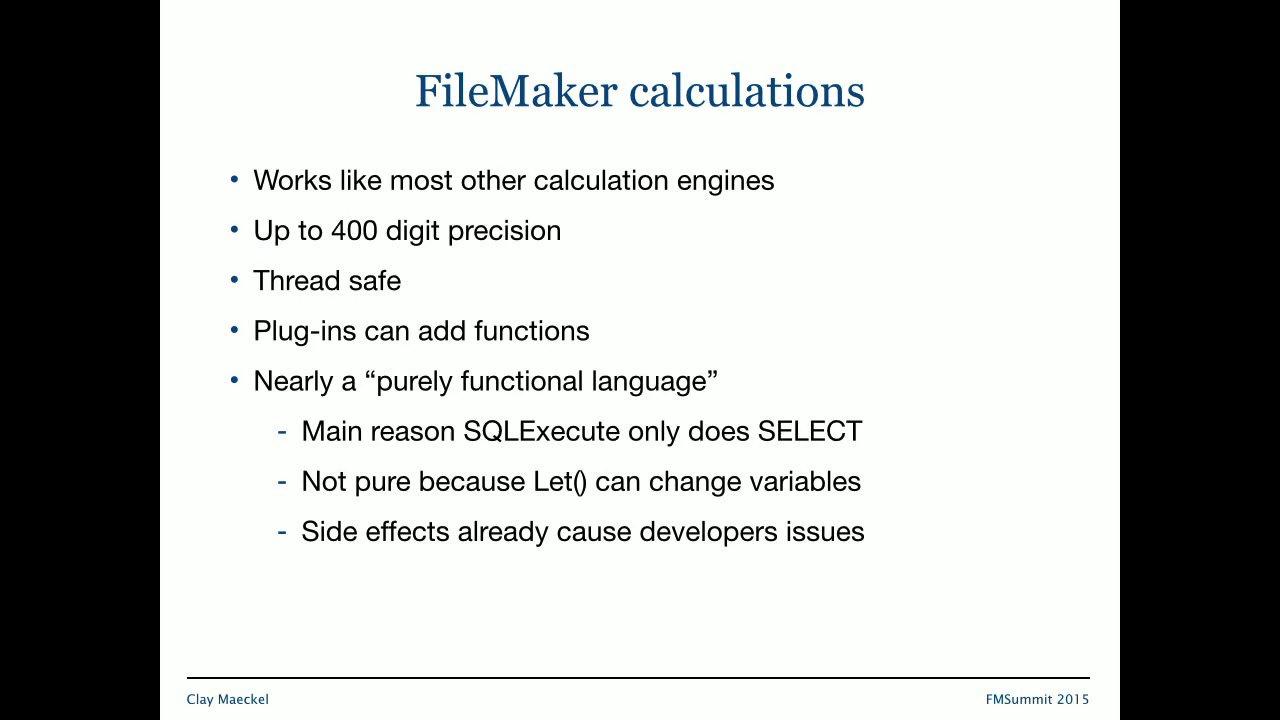 FileMaker calculations
• Works like most other calculation engines
• Up to 400 digit precision
• Thread safe
• Plug-ins can add functions
• Nearly a “purely functional language”
- Main reason SQLExecute only does SELECT
- Not pure because Let() can change variables
- Side effects already cause developers issues
Clay Maeckel
FMSummit 2015